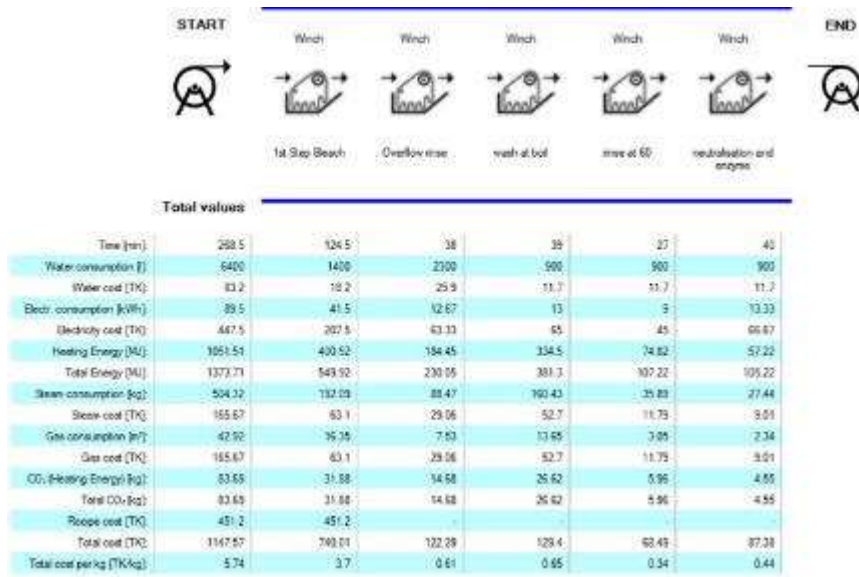 START
END
Winch Winch Winch Winch Winch
1st Step Bleach Overflow rinse wash at boil rinse at 60 neutralisation and
enzyme
Total values
Time [min]: 268.5 124.5 38 39 27 40
Water consumption [l]: 6400 1400 2300 900 900 900
Water cost [TK]: 83.2 18.2 29.9 11.7 11.7 11.7
Electr. consumption [kWh]: 89.5 41.5 12.67 13 9 13.33
Electricity cost [TK]: 447.5 207.5 63.33 65 45 66.67
Heating Energy [MJ]: 1051.51 400.52 184.45 334.5 74.82 57.22
Total Energy [MJ]: 1373.71 549.92 230.05 381.3 107.22 105.22
Steam consumption [kg]: 504.32 192.09 88.47 160.43 35.89 27.44
Steam cost [TK]: 165.67 63.1 29.06 52.7 11.79 9.01
Gas consumption [m³]: 42.92 16.35 7.53 13.65 3.05 2.34
Gas cost [TK]: 165.67 63.1 29.06 52.7 11.79 9.01
CO₂ (Heating Energy) [kg]: 83.69 31.88 14.68 26.62 5.96 4.55
Total CO₂ [kg]: 83.69 31.88 14.68 26.62 5.96 4.55
Recipe cost [TK]: 451.2 451.2 - - - -
Total cost [TK]: 1147.57 740.01 122.29 129.4 68.49 87.38
Total cost per kg [TK/kg]: 5.74 3.7 0.61 0.65 0.34 0.44